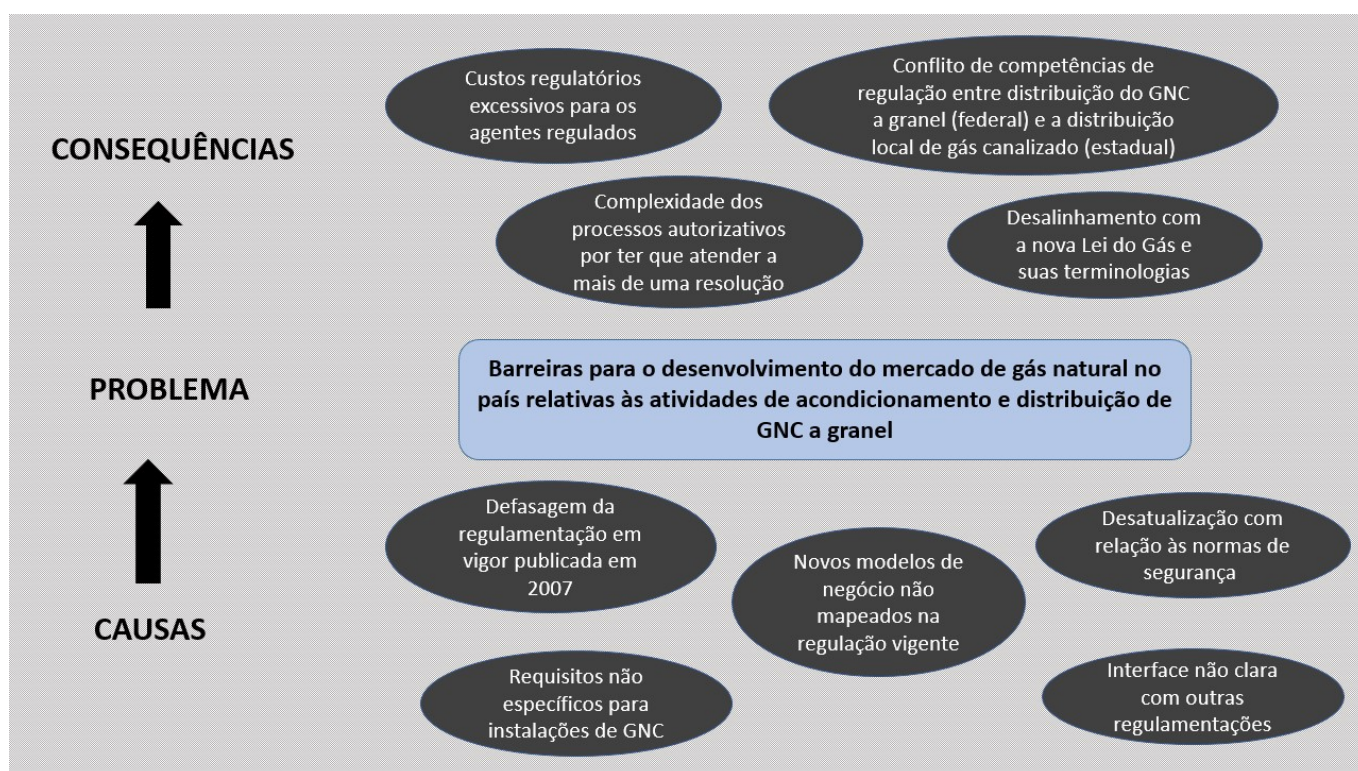 CONSEQUÊNCIAS
Custos regulatórios
excessivos para os
agentes regulados
Conflito de competências de
regulação entre distribuição do GNC
a granel (federal) e a distribuição
local de gás canalizado (estadual)
Complexidade dos
processos autorizativos
por ter que atender a
mais de uma resolução
Desalinhamento com
a nova Lei do Gás e
suas terminologias
PROBLEMA
Barreiras para o desenvolvimento do mercado de gás natural no
país relativas às atividades de acondicionamento e distribuição de
GNC a granel
CAUSAS
Defasagem da
regulamentação em
vigor publicada em
2007
Novos modelos de
negócio não
mapeados na
regulação vigente
Desatualização com
relação às normas de
segurança
Requisitos não
específicos para
instalações de GNC
Interface não clara
com outras
regulamentações